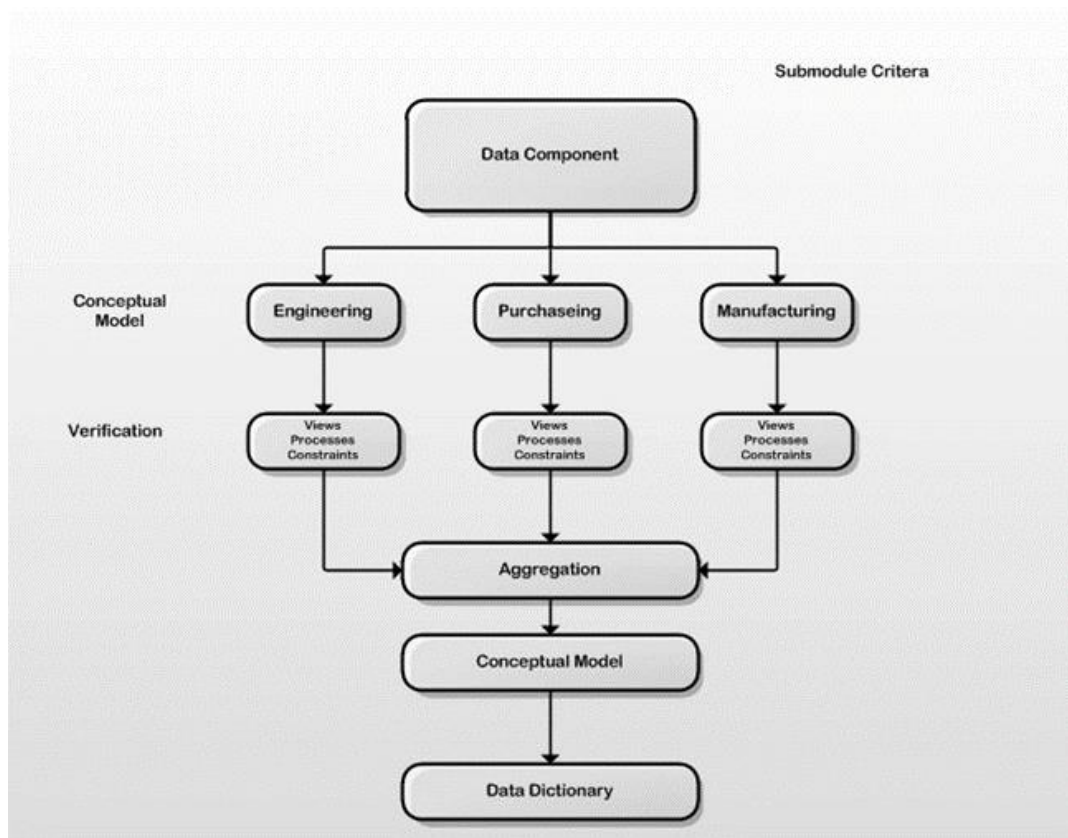 Submodule Critera
Data Component
Conceptual
Model
Engineering
Purchaseing
Manufacturing
Verification
Views
Processes
Constraints
Views
Processes
Constraints
Views
Processes
Constraints
Aggregation
Conceptual Model
Data Dictionary